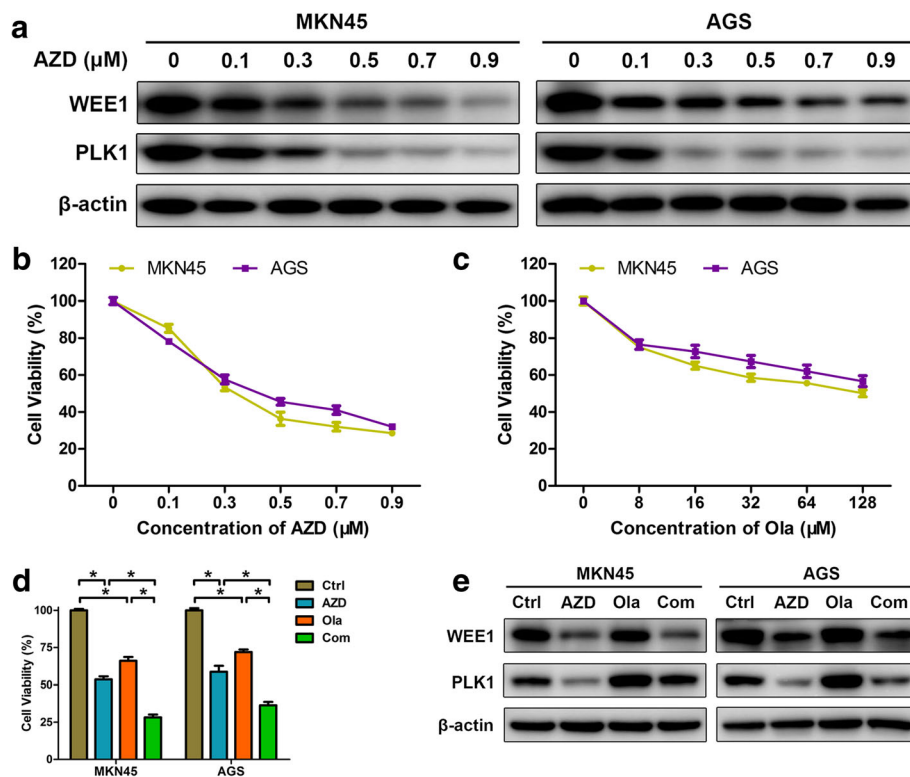 a
MKN45 AGS
AZD (μM) 0 0.1 0.3 0.5 0.7 0.9 0 0.1 0.3 0.5 0.7 0.9
WEE1
PLK1
β-actin
b
MKN45 AGS
120
100
80
60
40
20
0
Cell Viability (%)
0 0.1 0.3 0.5 0.7 0.9
Concentration of AZD (μM)
c
MKN45 AGS
120
100
80
60
40
20
0
Cell Viability (%)
0 8 16 32 64 128
Concentration of Ola (μM)
d
* * * *
* * * *
Ctrl
AZD
Ola
Com
100
75
50
25
0
Cell Viability (%)
MKN45 AGS
e
MKN45 AGS
Ctrl AZD Ola Com Ctrl AZD Ola Com
WEE1
PLK1
β-actin